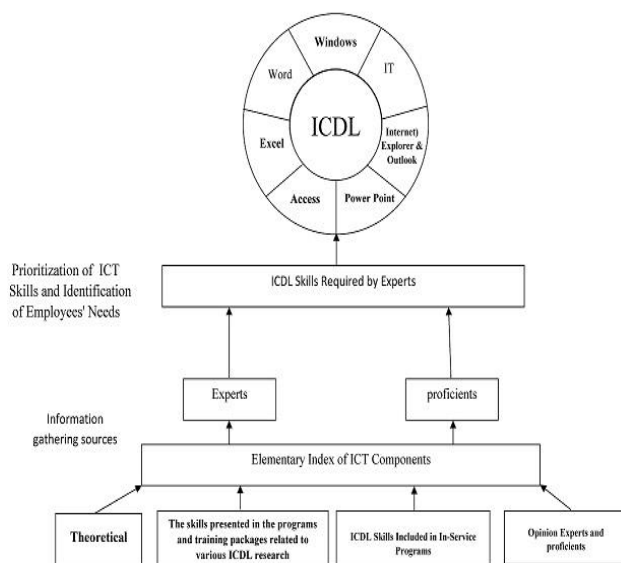 Windows
Word
IT
ICDL
Excel
Internet)
Explorer &
Outlook
Access
Power Point
Prioritization of ICT
Skills and Identification
of Employees' Needs
ICDL Skills Required by Experts
Experts
proficients
Information
gathering sources
Elementary Index of ICT Components
Theoretical
The skills presented in the programs
and training packages related to
various ICDL research
ICDL Skills Included in In-Service
Programs
Opinion Experts and
proficients